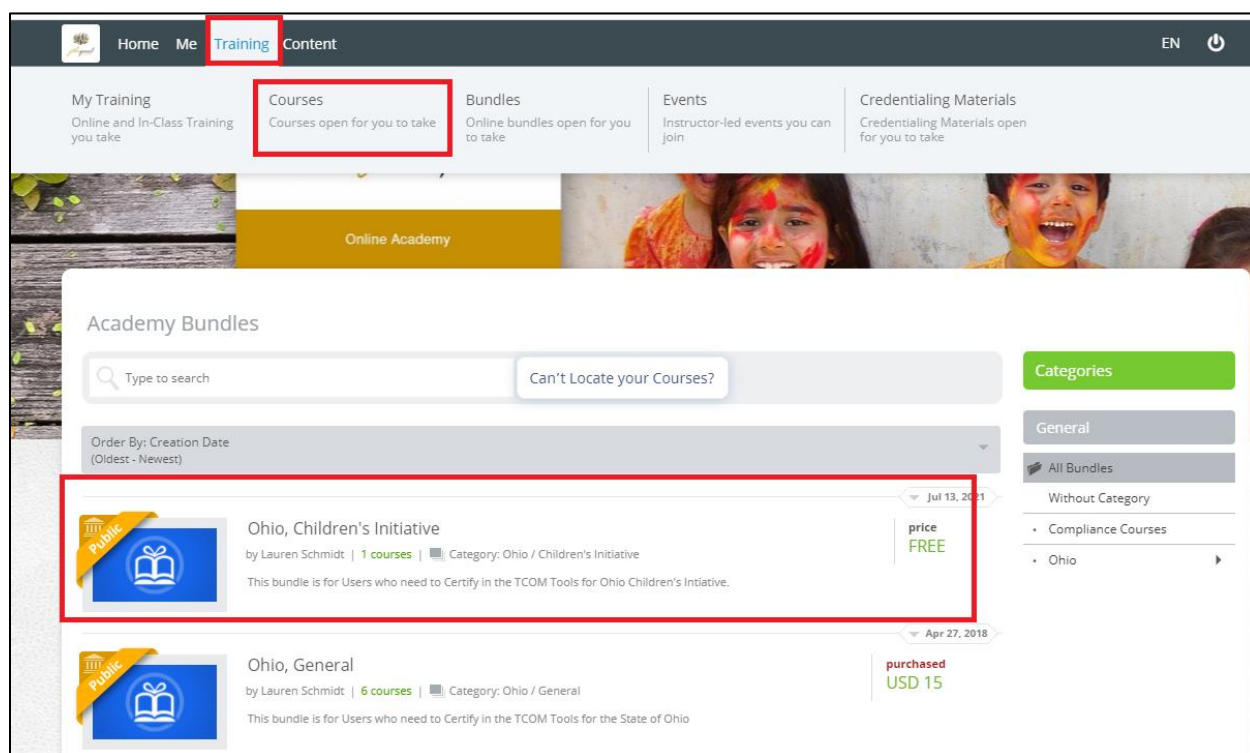 Home Me Training Content EN
My Training Courses Bundles Events Credentialing Materials
Online and In-Class Training you take
Courses open for you to take
Online bundles open for you to take
Instructor-led events you can join
Credentialing Materials open for you to take
Online Academy
Academy Bundles
Type to search
Can't Locate your Courses?
Categories
Order By: Creation Date
(Oldest - Newest)
General
All Bundles
Without Category
Compliance Courses
Ohio
Jul 13, 2021
Public
Ohio, Children's Initiative
by Lauren Schmidt | 1 courses | Category: Ohio / Children's Initiative
This bundle is for Users who need to Certify in the TCOM Tools for Ohio Children's Intiative.
price
FREE
Apr 27, 2018
Public
Ohio, General
by Lauren Schmidt | 6 courses | Category: Ohio / General
This bundle is for Users who need to Certify in the TCOM Tools for the State of Ohio
purchased
USD 15